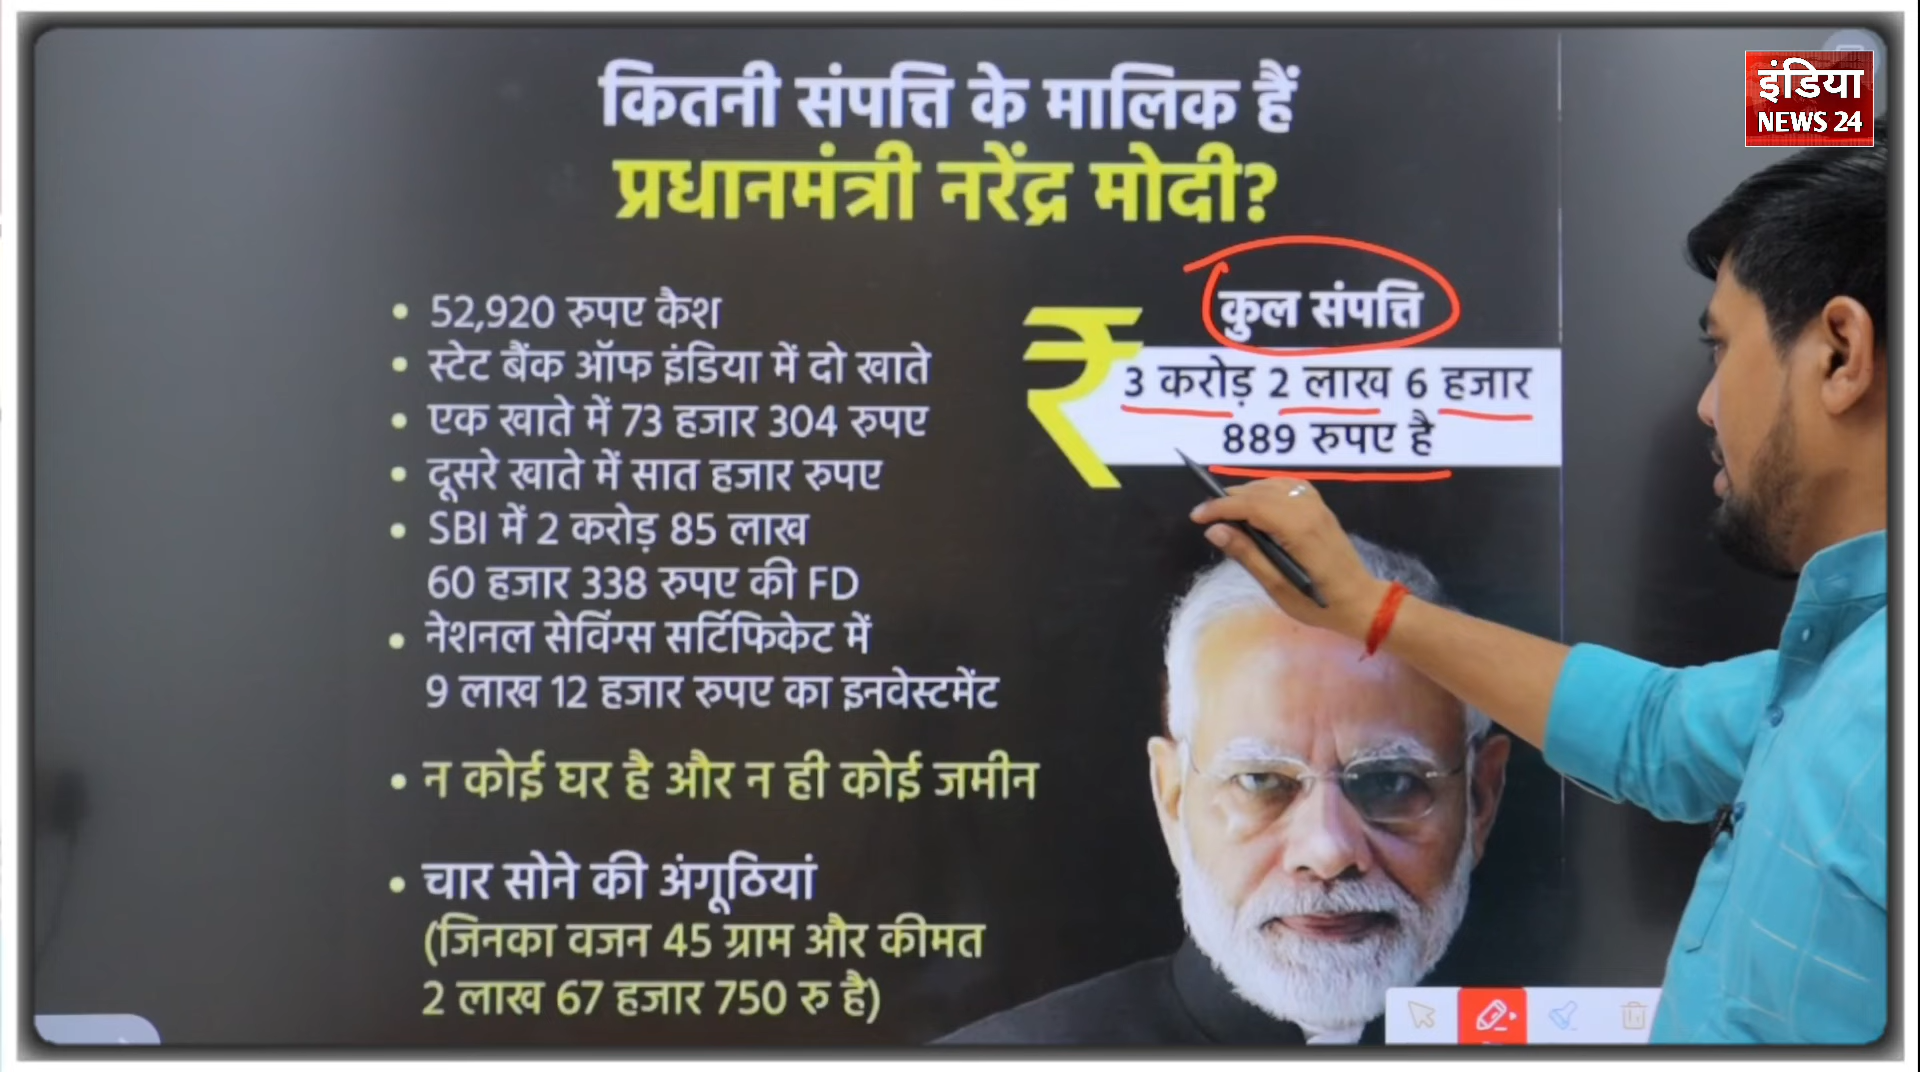 इंडिया
NEWS 24
कितनी संपत्ति के मालिक हैं
प्रधानमंत्री नरेंद्र मोदी?
• 52,920 रुपए कैश
• स्टेट बैंक ऑफ इंडिया में दो खाते
• एक खाते में 73 हजार 304 रुपए
• दूसरे खाते में सात हजार रुपए
• SBI में 2 करोड़ 85 लाख
60 हजार 338 रुपए की FD
• नेशनल सेविंग्स सर्टिफिकेट में
9 लाख 12 हजार रुपए का इनवेस्टमेंट
• न कोई घर है और न ही कोई जमीन
• चार सोने की अंगूठियां
(जिनका वजन 45 ग्राम और कीमत
2 लाख 67 हजार 750 रु है)
कुल संपत्ति
₹
3 करोड़ 2 लाख 6 हजार
889 रुपए है